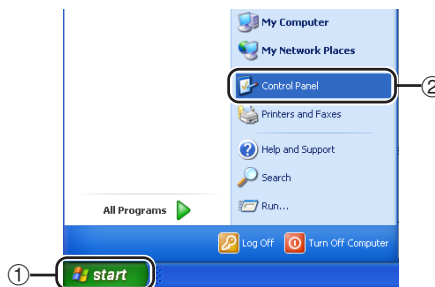 My Computer
My Network Places
Control Panel
②
Printers and Faxes
Help and Support
Search
All Programs
Run...
Log Off Turn Off Computer
① start